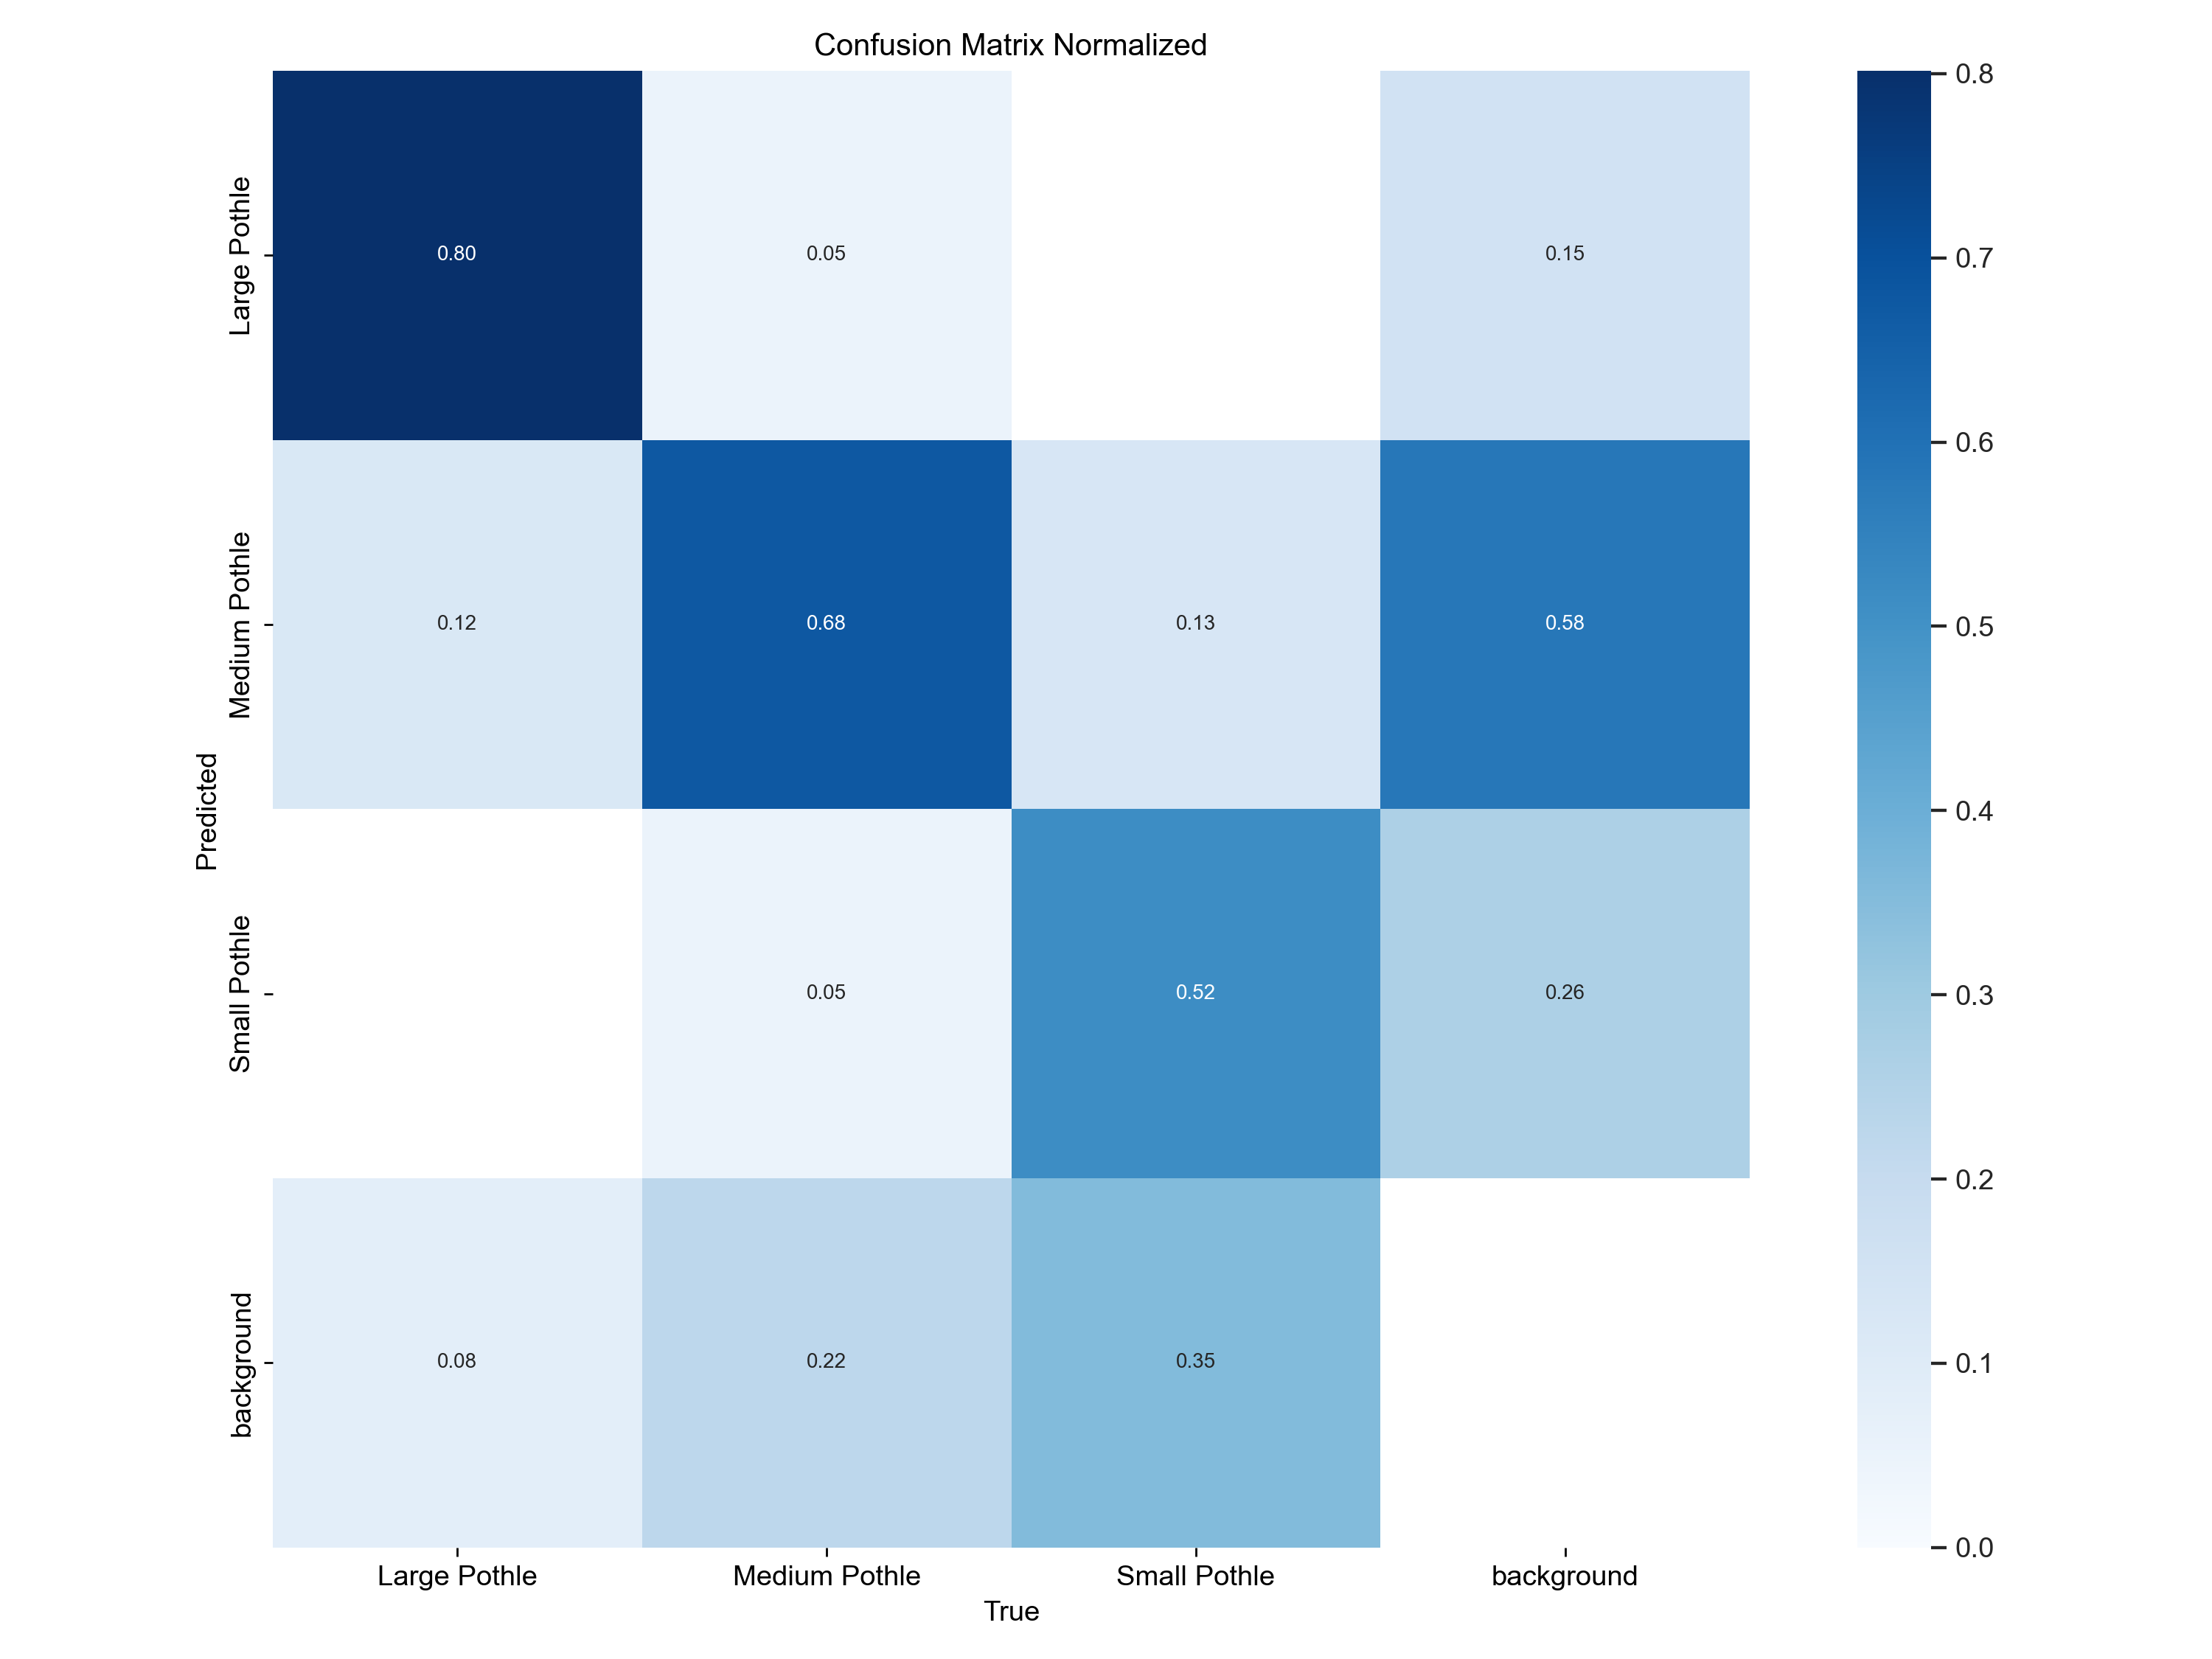 Confusion Matrix Normalized
Large Pothle
0.80
0.05
0.15
Medium Pothle
0.12
0.68
0.13
0.58
Small Pothle
0.05
0.52
0.26
background
0.08
0.22
0.35
Predicted
Large Pothle
Medium Pothle
Small Pothle
background
True
0.8
0.7
0.6
0.5
0.4
0.3
0.2
0.1
0.0